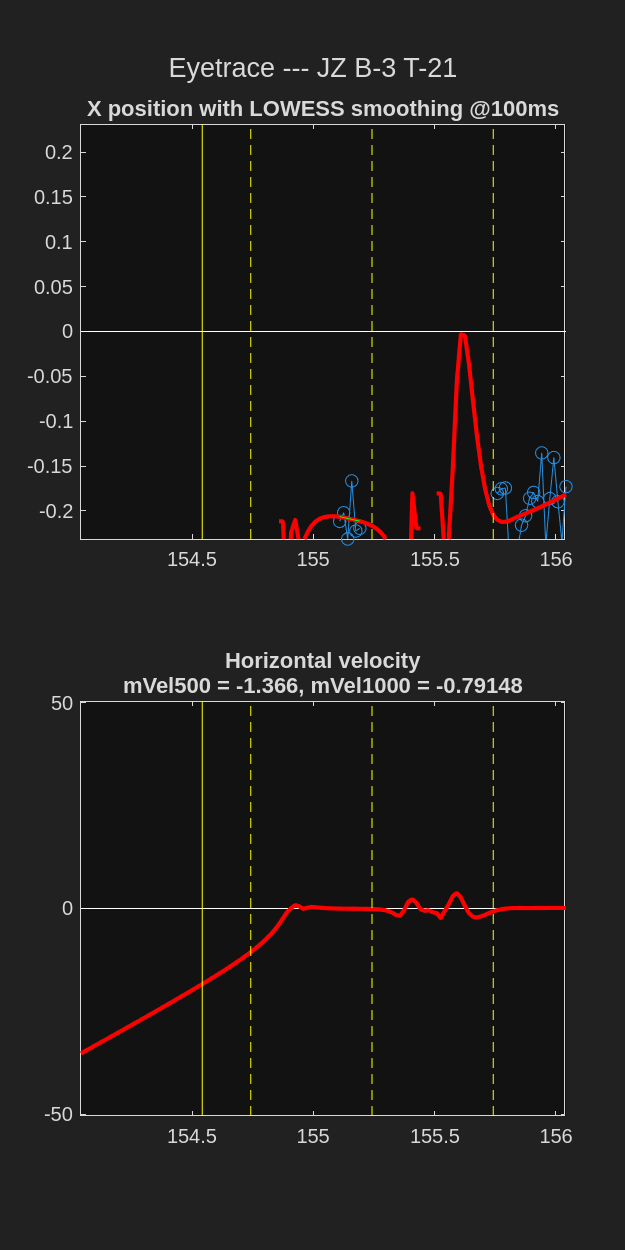 Eyetrace --- JZ B-3 T-21
X position with LOWESS smoothing @100ms
0.2
0.15
0.1
0.05
0
-0.05
-0.1
-0.15
-0.2
154.5 155 155.5 156
Horizontal velocity
mVel500 = -1.366, mVel1000 = -0.79148
50
0
-50
154.5 155 155.5 156